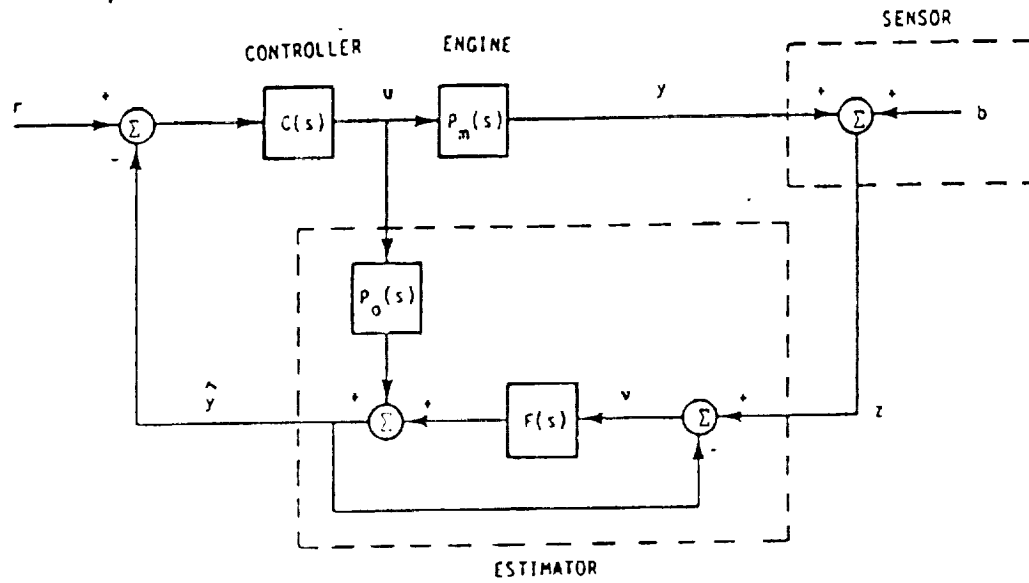 SENSOR
CONTROLLER
ENGINE
r
+
Σ
-
C(s)
u
P_m(s)
y
+
+
Σ
b
P_o(s)
ŷ
+
Σ
+
F(s)
ν
Σ
+
-
z
ESTIMATOR